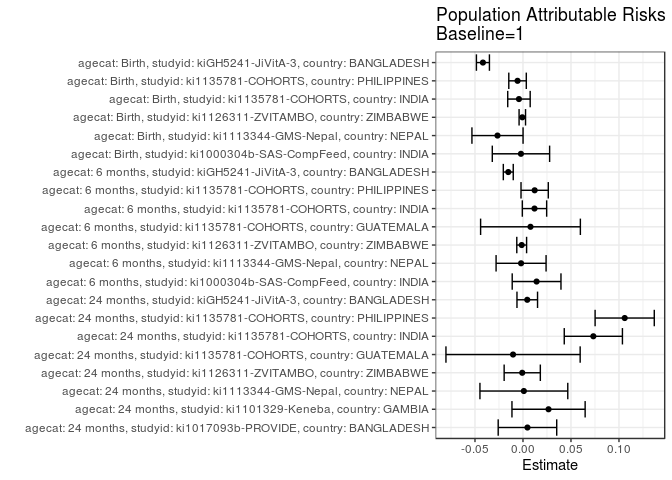 Population Attributable Risks
Baseline=1
agecat: Birth, studyid: kiGH5241-JiVitA-3, country: BANGLADESH
agecat: Birth, studyid: ki1135781-COHORTS, country: PHILIPPINES
agecat: Birth, studyid: ki1135781-COHORTS, country: INDIA
agecat: Birth, studyid: ki1126311-ZVITAMBO, country: ZIMBABWE
agecat: Birth, studyid: ki1113344-GMS-Nepal, country: NEPAL
agecat: Birth, studyid: ki1000304b-SAS-CompFeed, country: INDIA
agecat: 6 months, studyid: kiGH5241-JiVitA-3, country: BANGLADESH
agecat: 6 months, studyid: ki1135781-COHORTS, country: PHILIPPINES
agecat: 6 months, studyid: ki1135781-COHORTS, country: INDIA
agecat: 6 months, studyid: ki1135781-COHORTS, country: GUATEMALA
agecat: 6 months, studyid: ki1126311-ZVITAMBO, country: ZIMBABWE
agecat: 6 months, studyid: ki1113344-GMS-Nepal, country: NEPAL
agecat: 6 months, studyid: ki1000304b-SAS-CompFeed, country: INDIA
agecat: 24 months, studyid: kiGH5241-JiVitA-3, country: BANGLADESH
agecat: 24 months, studyid: ki1135781-COHORTS, country: PHILIPPINES
agecat: 24 months, studyid: ki1135781-COHORTS, country: INDIA
agecat: 24 months, studyid: ki1135781-COHORTS, country: GUATEMALA
agecat: 24 months, studyid: ki1126311-ZVITAMBO, country: ZIMBABWE
agecat: 24 months, studyid: ki1113344-GMS-Nepal, country: NEPAL
agecat: 24 months, studyid: ki1101329-Keneba, country: GAMBIA
agecat: 24 months, studyid: ki1017093b-PROVIDE, country: BANGLADESH
-0.05 0.00 0.05 0.10
Estimate